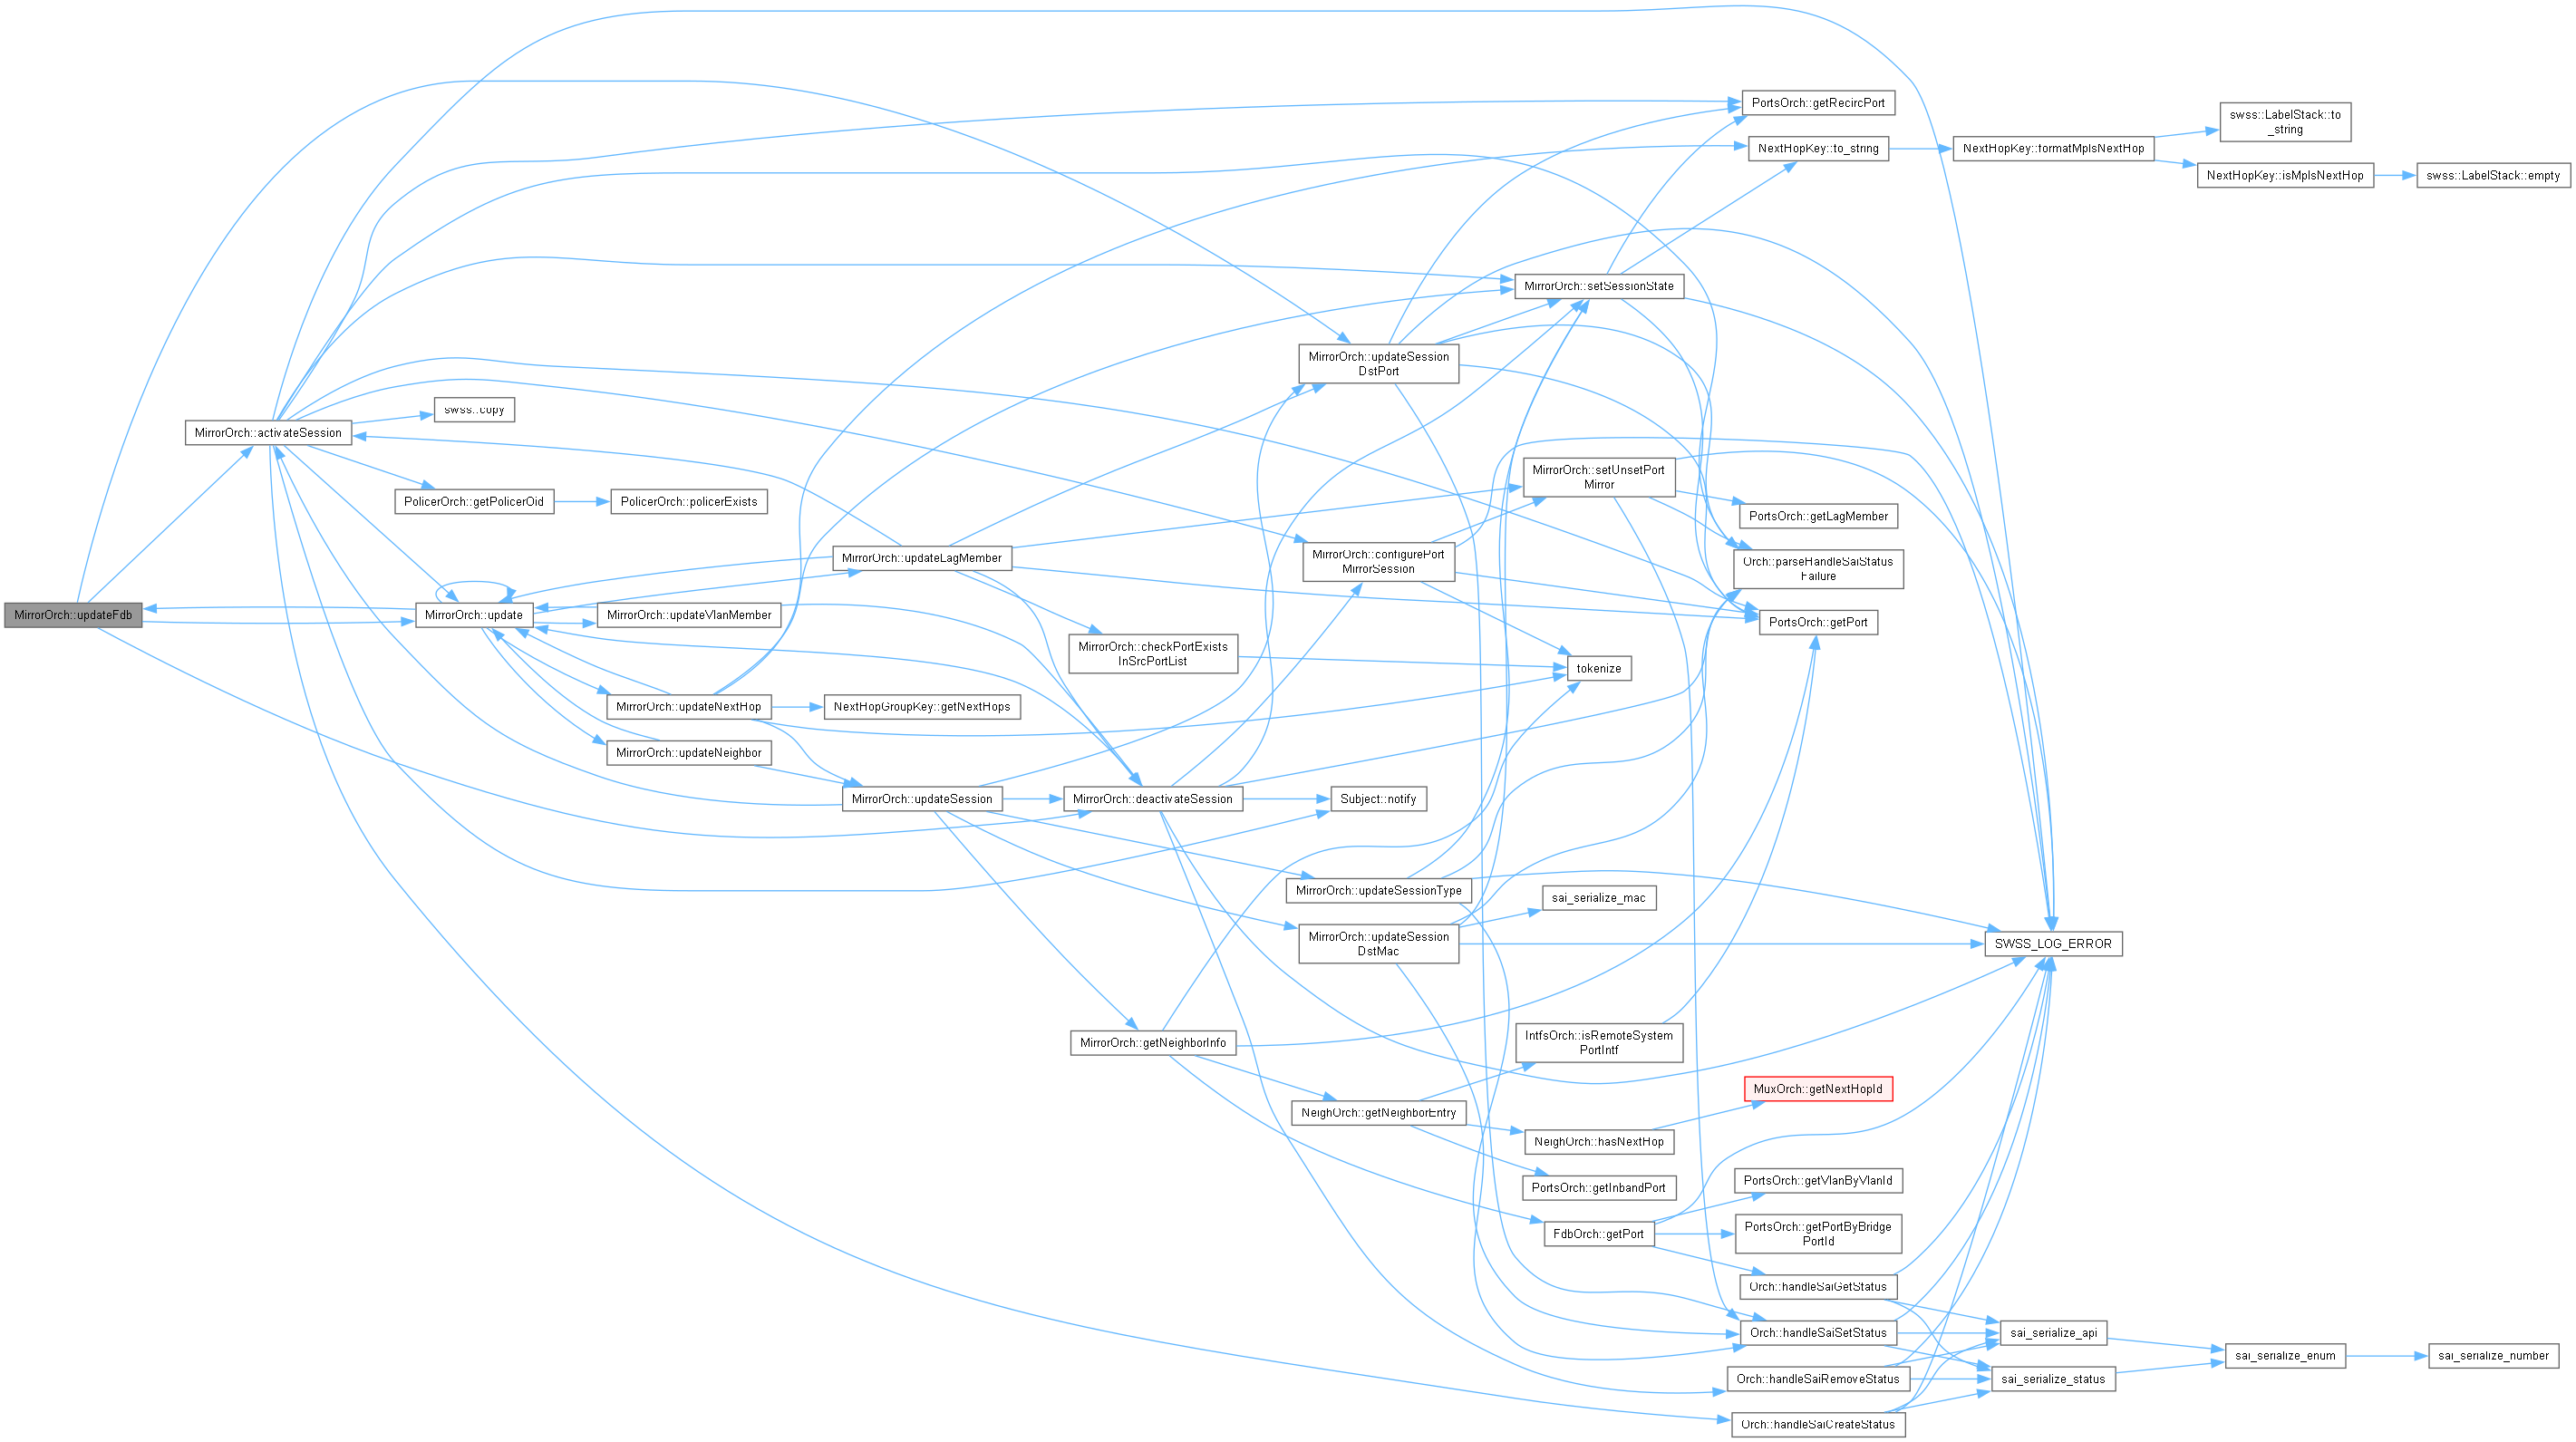 MirrorOrch::updateFdb
MirrorOrch::activateSession
MirrorOrch::update
swss::copy
PolicerOrch::getPolicerOid
PolicerOrch::policerExists
MirrorOrch::updateVlanMember
MirrorOrch::updateNextHop
MirrorOrch::updateNeighbor
MirrorOrch::updateLagMember
NextHopGroupKey::getNextHops
MirrorOrch::updateSession
MirrorOrch::checkPortExists
InSrcPortList
MirrorOrch::deactivateSession
MirrorOrch::getNeighborInfo
MirrorOrch::updateSession
DstPort
MirrorOrch::configurePort
MirrorSession
Subject::notify
MirrorOrch::updateSessionType
MirrorOrch::updateSession
DstMac
NeighOrch::getNeighborEntry
MirrorOrch::setSessionState
MirrorOrch::setUnsetPort
Mirror
tokenize
sai_serialize_mac
IntfsOrch::isRemoteSystem
PortIntf
NeighOrch::hasNextHop
PortsOrch::getInbandPort
FdbOrch::getPort
PortsOrch::getRecircPort
NextHopKey::to_string
PortsOrch::getLagMember
Orch::parseHandleSaiStatus
Failure
PortsOrch::getPort
MuxOrch::getNextHopId
PortsOrch::getVlanByVlanId
PortsOrch::getPortByBridge
PortId
Orch::handleSaiGetStatus
Orch::handleSaiSetStatus
Orch::handleSaiRemoveStatus
Orch::handleSaiCreateStatus
NextHopKey::formatMplsNextHop
SWSS_LOG_ERROR
sai_serialize_api
sai_serialize_status
swss::LabelStack::to
_string
NextHopKey::isMplsNextHop
swss::LabelStack::empty
sai_serialize_enum
sai_serialize_number